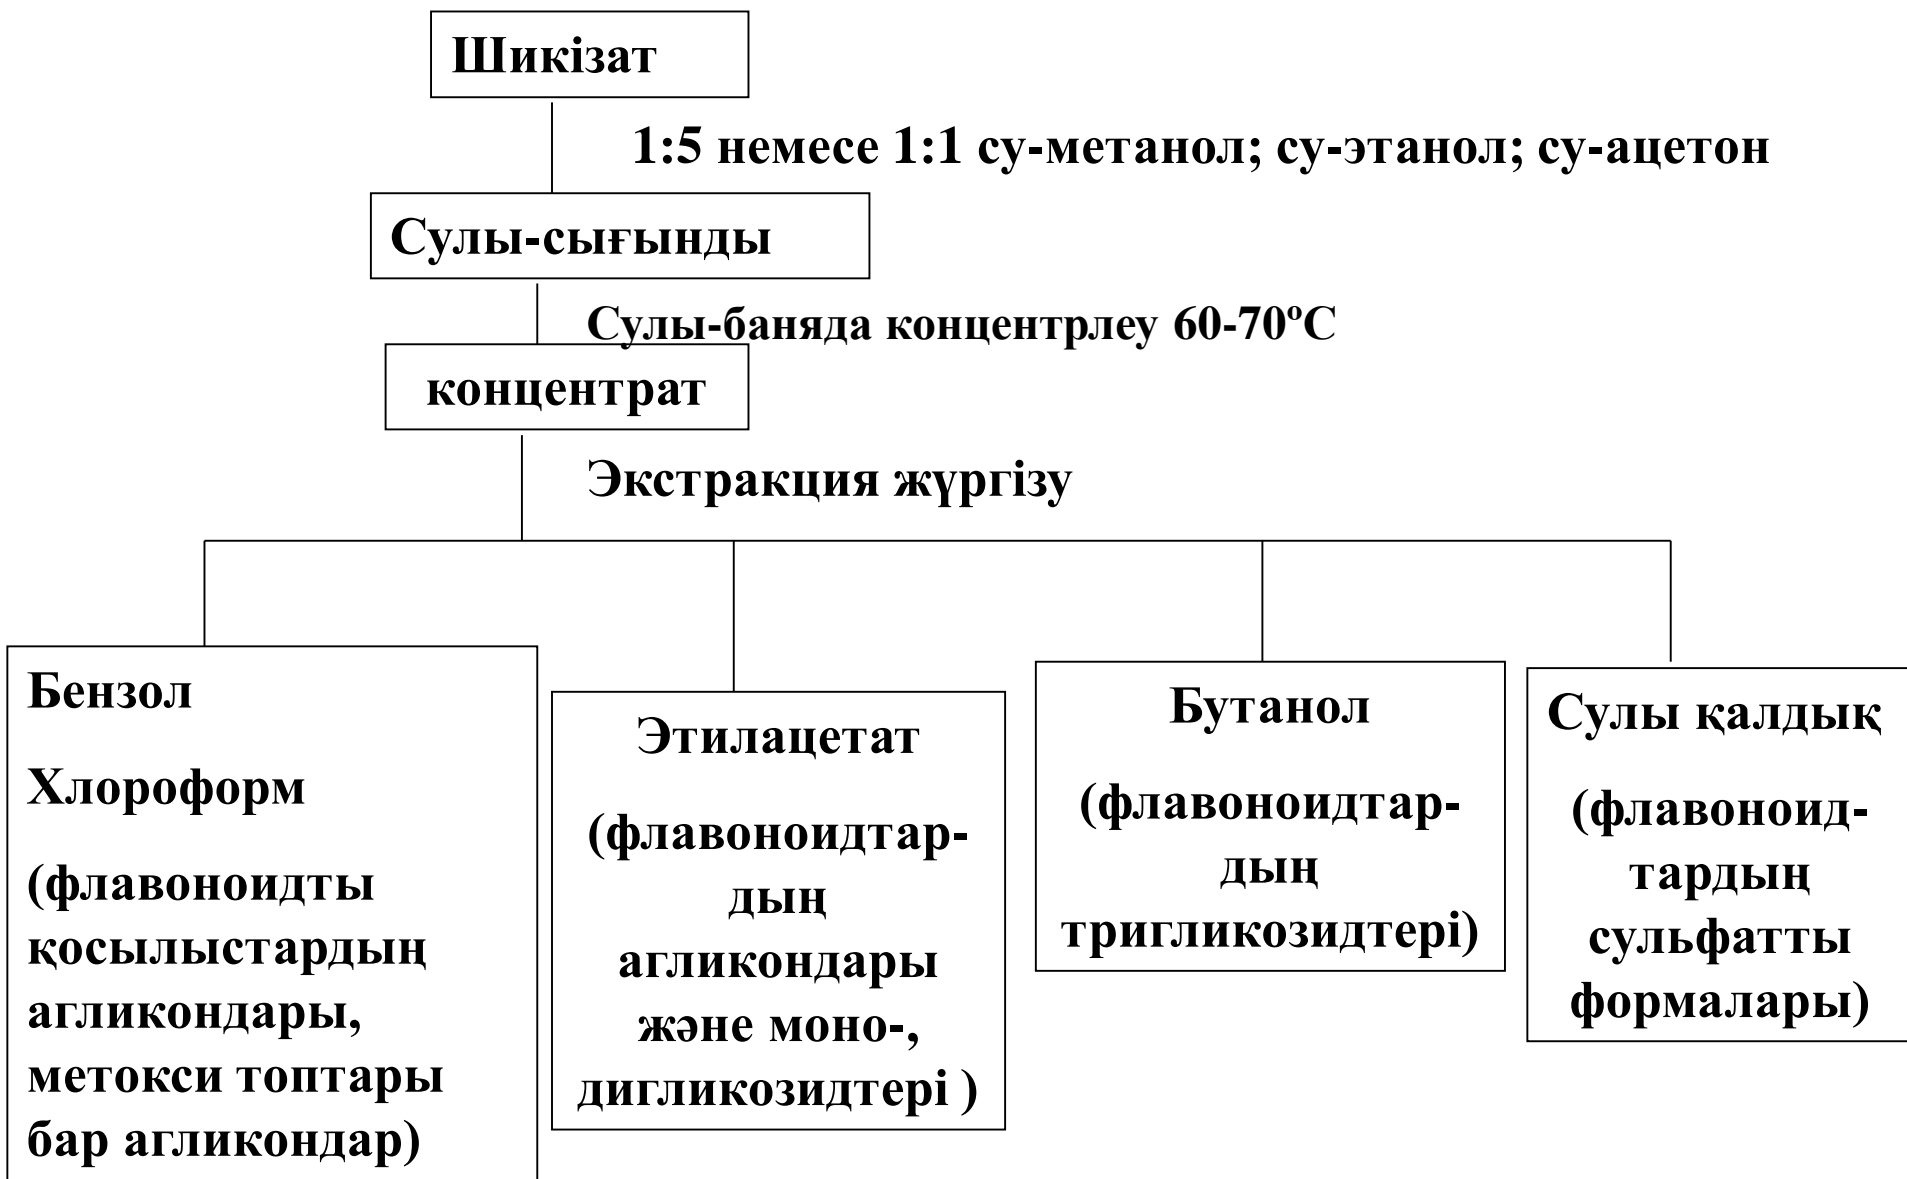 Шикізат
1:5 немесе 1:1 су-метанол; су-этанол; су-ацетон
Сулы-сығынды
Сулы-баняда концентрлеу 60-70ºС
концентрат
Экстракция жүргізу
Бензол
Хлороформ
(флавоноидты
қосылыстардың
агликондары,
метокси топтары
бар агликондар)
Этилацетат
(флавоноидтар-
дың
агликондары
және моно-,
дигликозидтері )
Бутанол
(флавоноидтар-
дың
тригликозидтері)
Сулы қалдық
(флавоноид-
тардың
сульфатты
формалары)